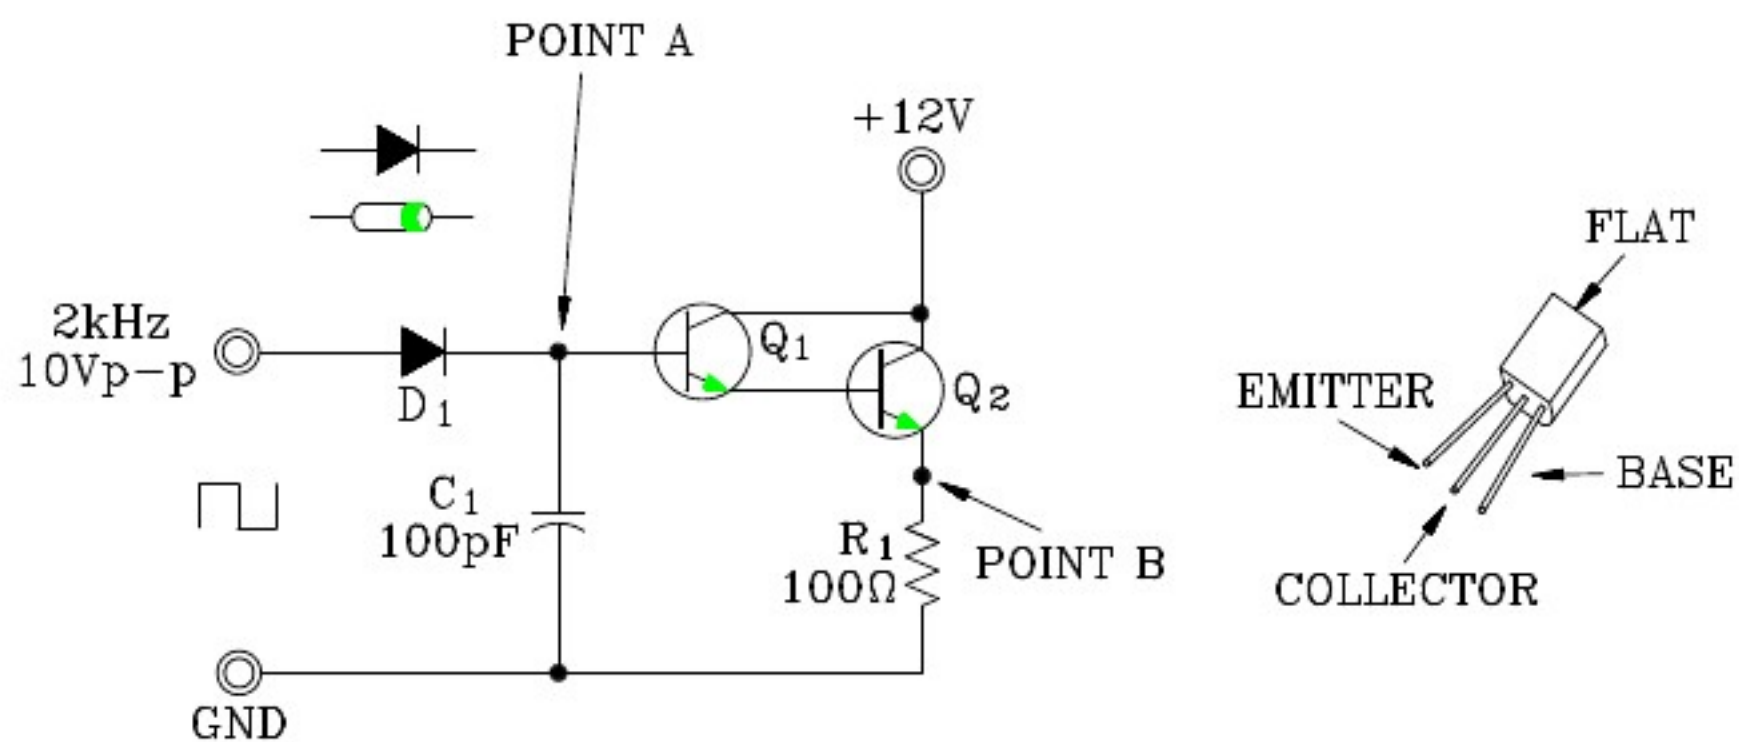 POINT A
+12V
FLAT
2kHz
10Vp-p
D1
Q1
Q2
EMITTER
BASE
C1
100pF
R1
100Ω
POINT B
COLLECTOR
GND